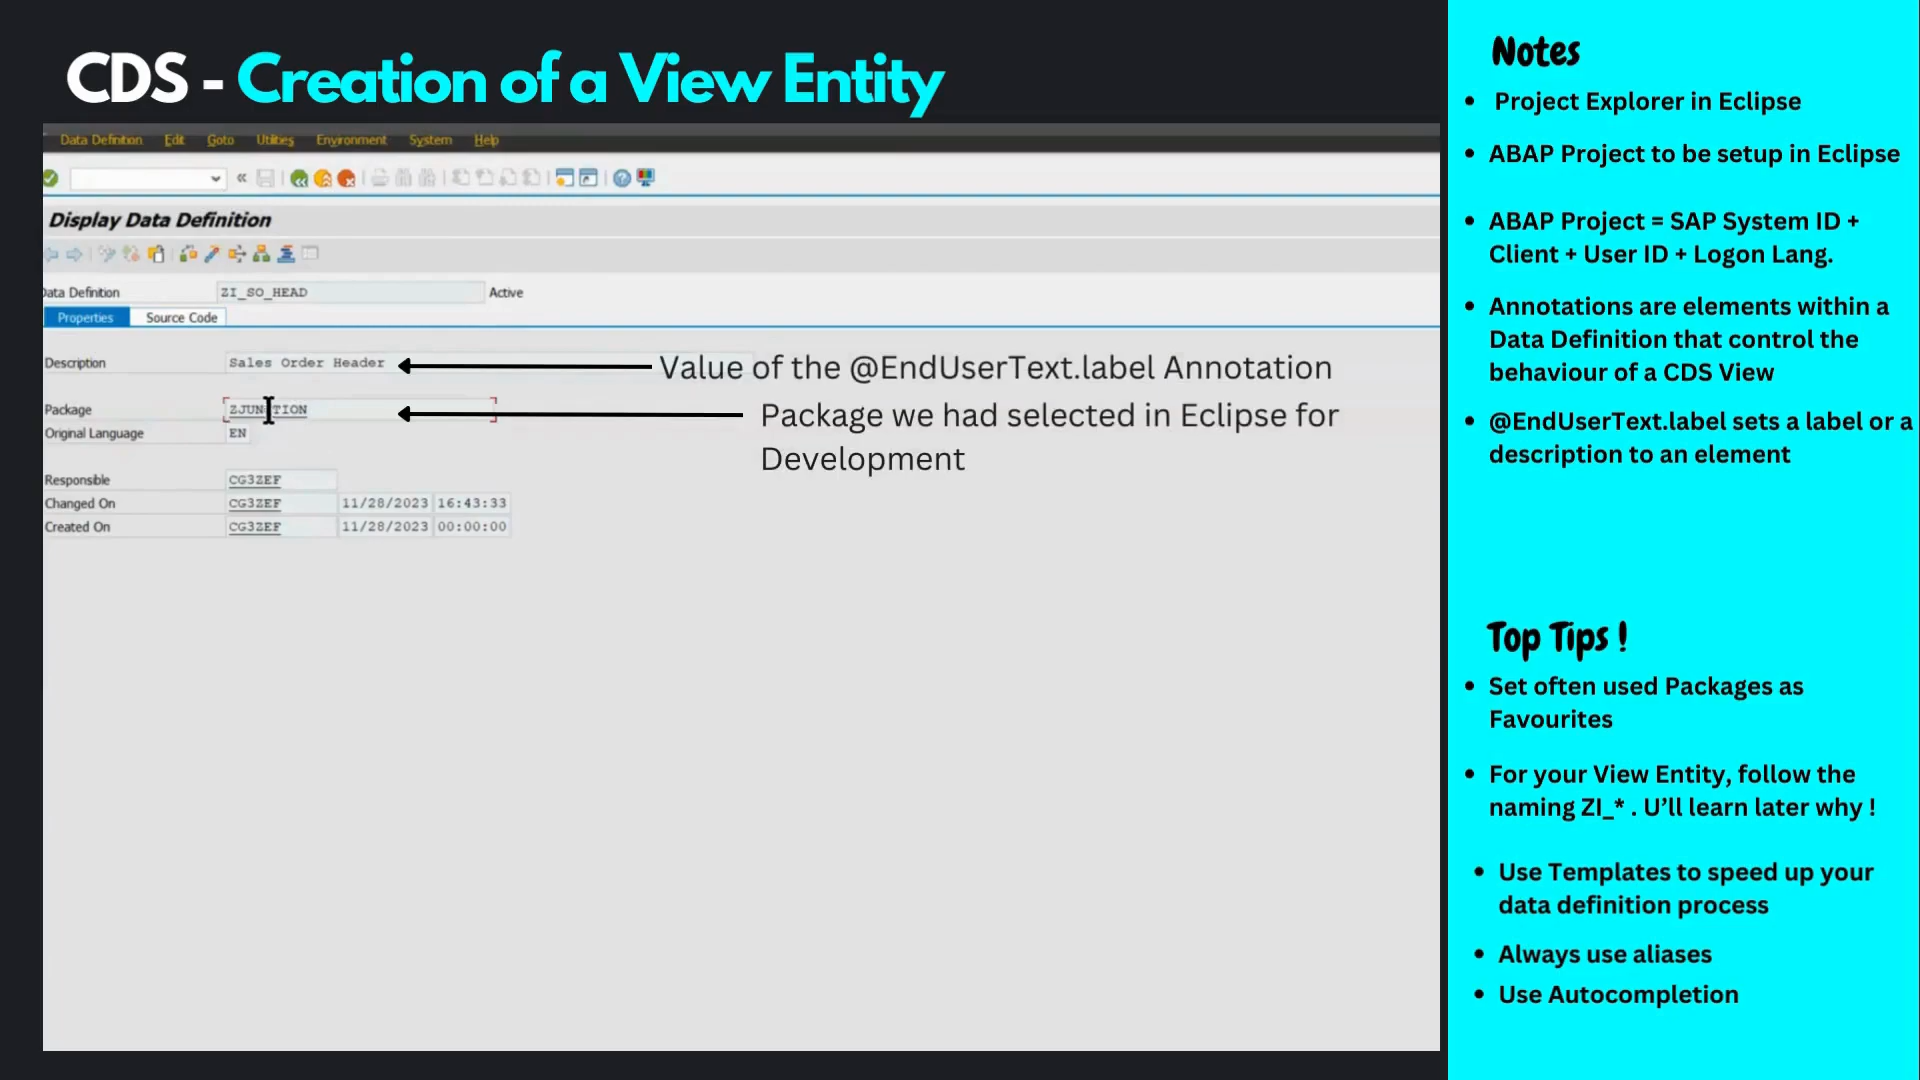 CDS - Creation of a View Entity
Data Definition Edit Goto Utilities Environment System Help
Display Data Definition
Data Definition ZI_SO_HEAD Active
Properties Source Code
Description Sales Order Header
Value of the @EndUserText.label Annotation
Package
Package we had selected in Eclipse for
Development
Original Language EN
Responsible CG3ZEF
Changed On CG3ZEF 11/28/2023 16:43:33
Created On CG3ZEF 11/28/2023 00:00:00
Notes
• Project Explorer in Eclipse
• ABAP Project to be setup in Eclipse
• ABAP Project = SAP System ID +
Client + User ID + Logon Lang.
• Annotations are elements within a
Data Definition that control the
behaviour of a CDS View
• @EndUserText.label sets a label or a
description to an element
Top Tips !
• Set often used Packages as
Favourites
• For your View Entity, follow the
naming ZI_* . U’ll learn later why !
• Use Templates to speed up your
data definition process
• Always use aliases
• Use Autocompletion